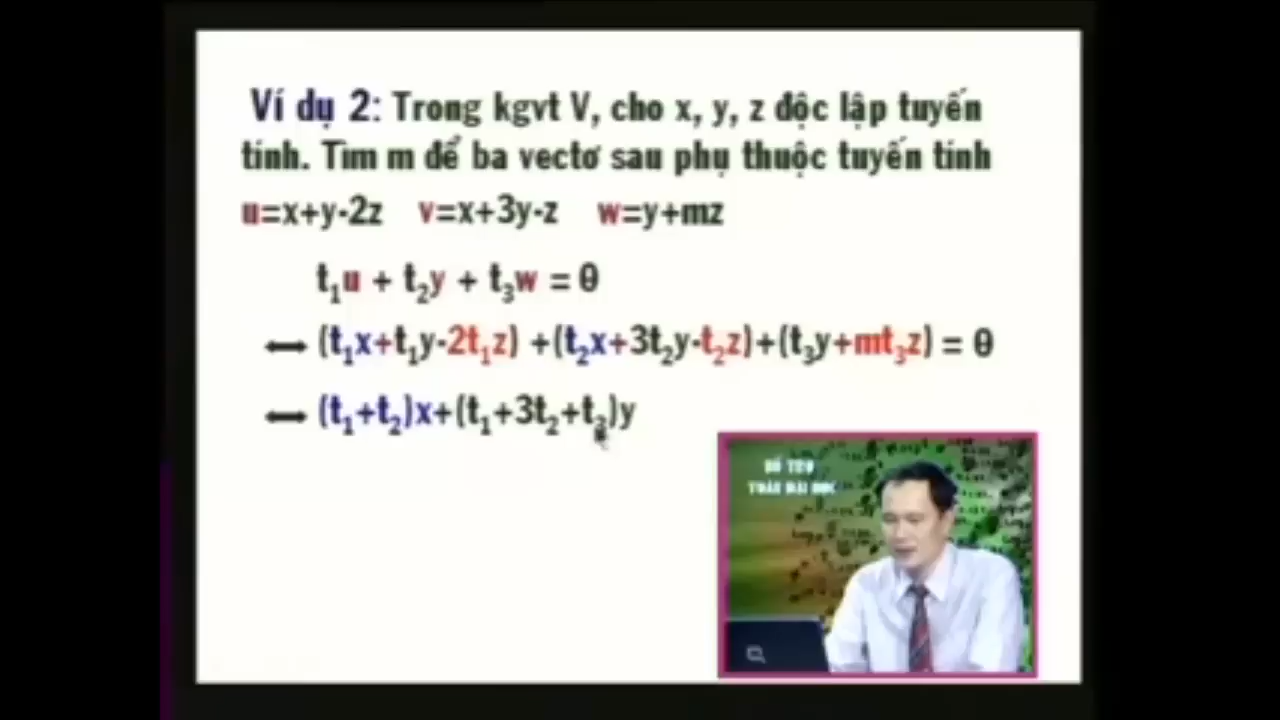 Ví dụ 2: Trong kgvt V, cho x, y, z độc lập tuyến
tính. Tìm m để ba vectơ sau phụ thuộc tuyến tính
u=x+y-2z v=x+3y-z w=y+mz
t₁u + t₂y + t₃w = θ
⟷ (t₁x+t₁y-2t₁z) +(t₂x+3t₂y-t₂z)+(t₃y+mt₃z) = θ
⟷ (t₁+t₂)x+(t₁+3t₂+t₃)y